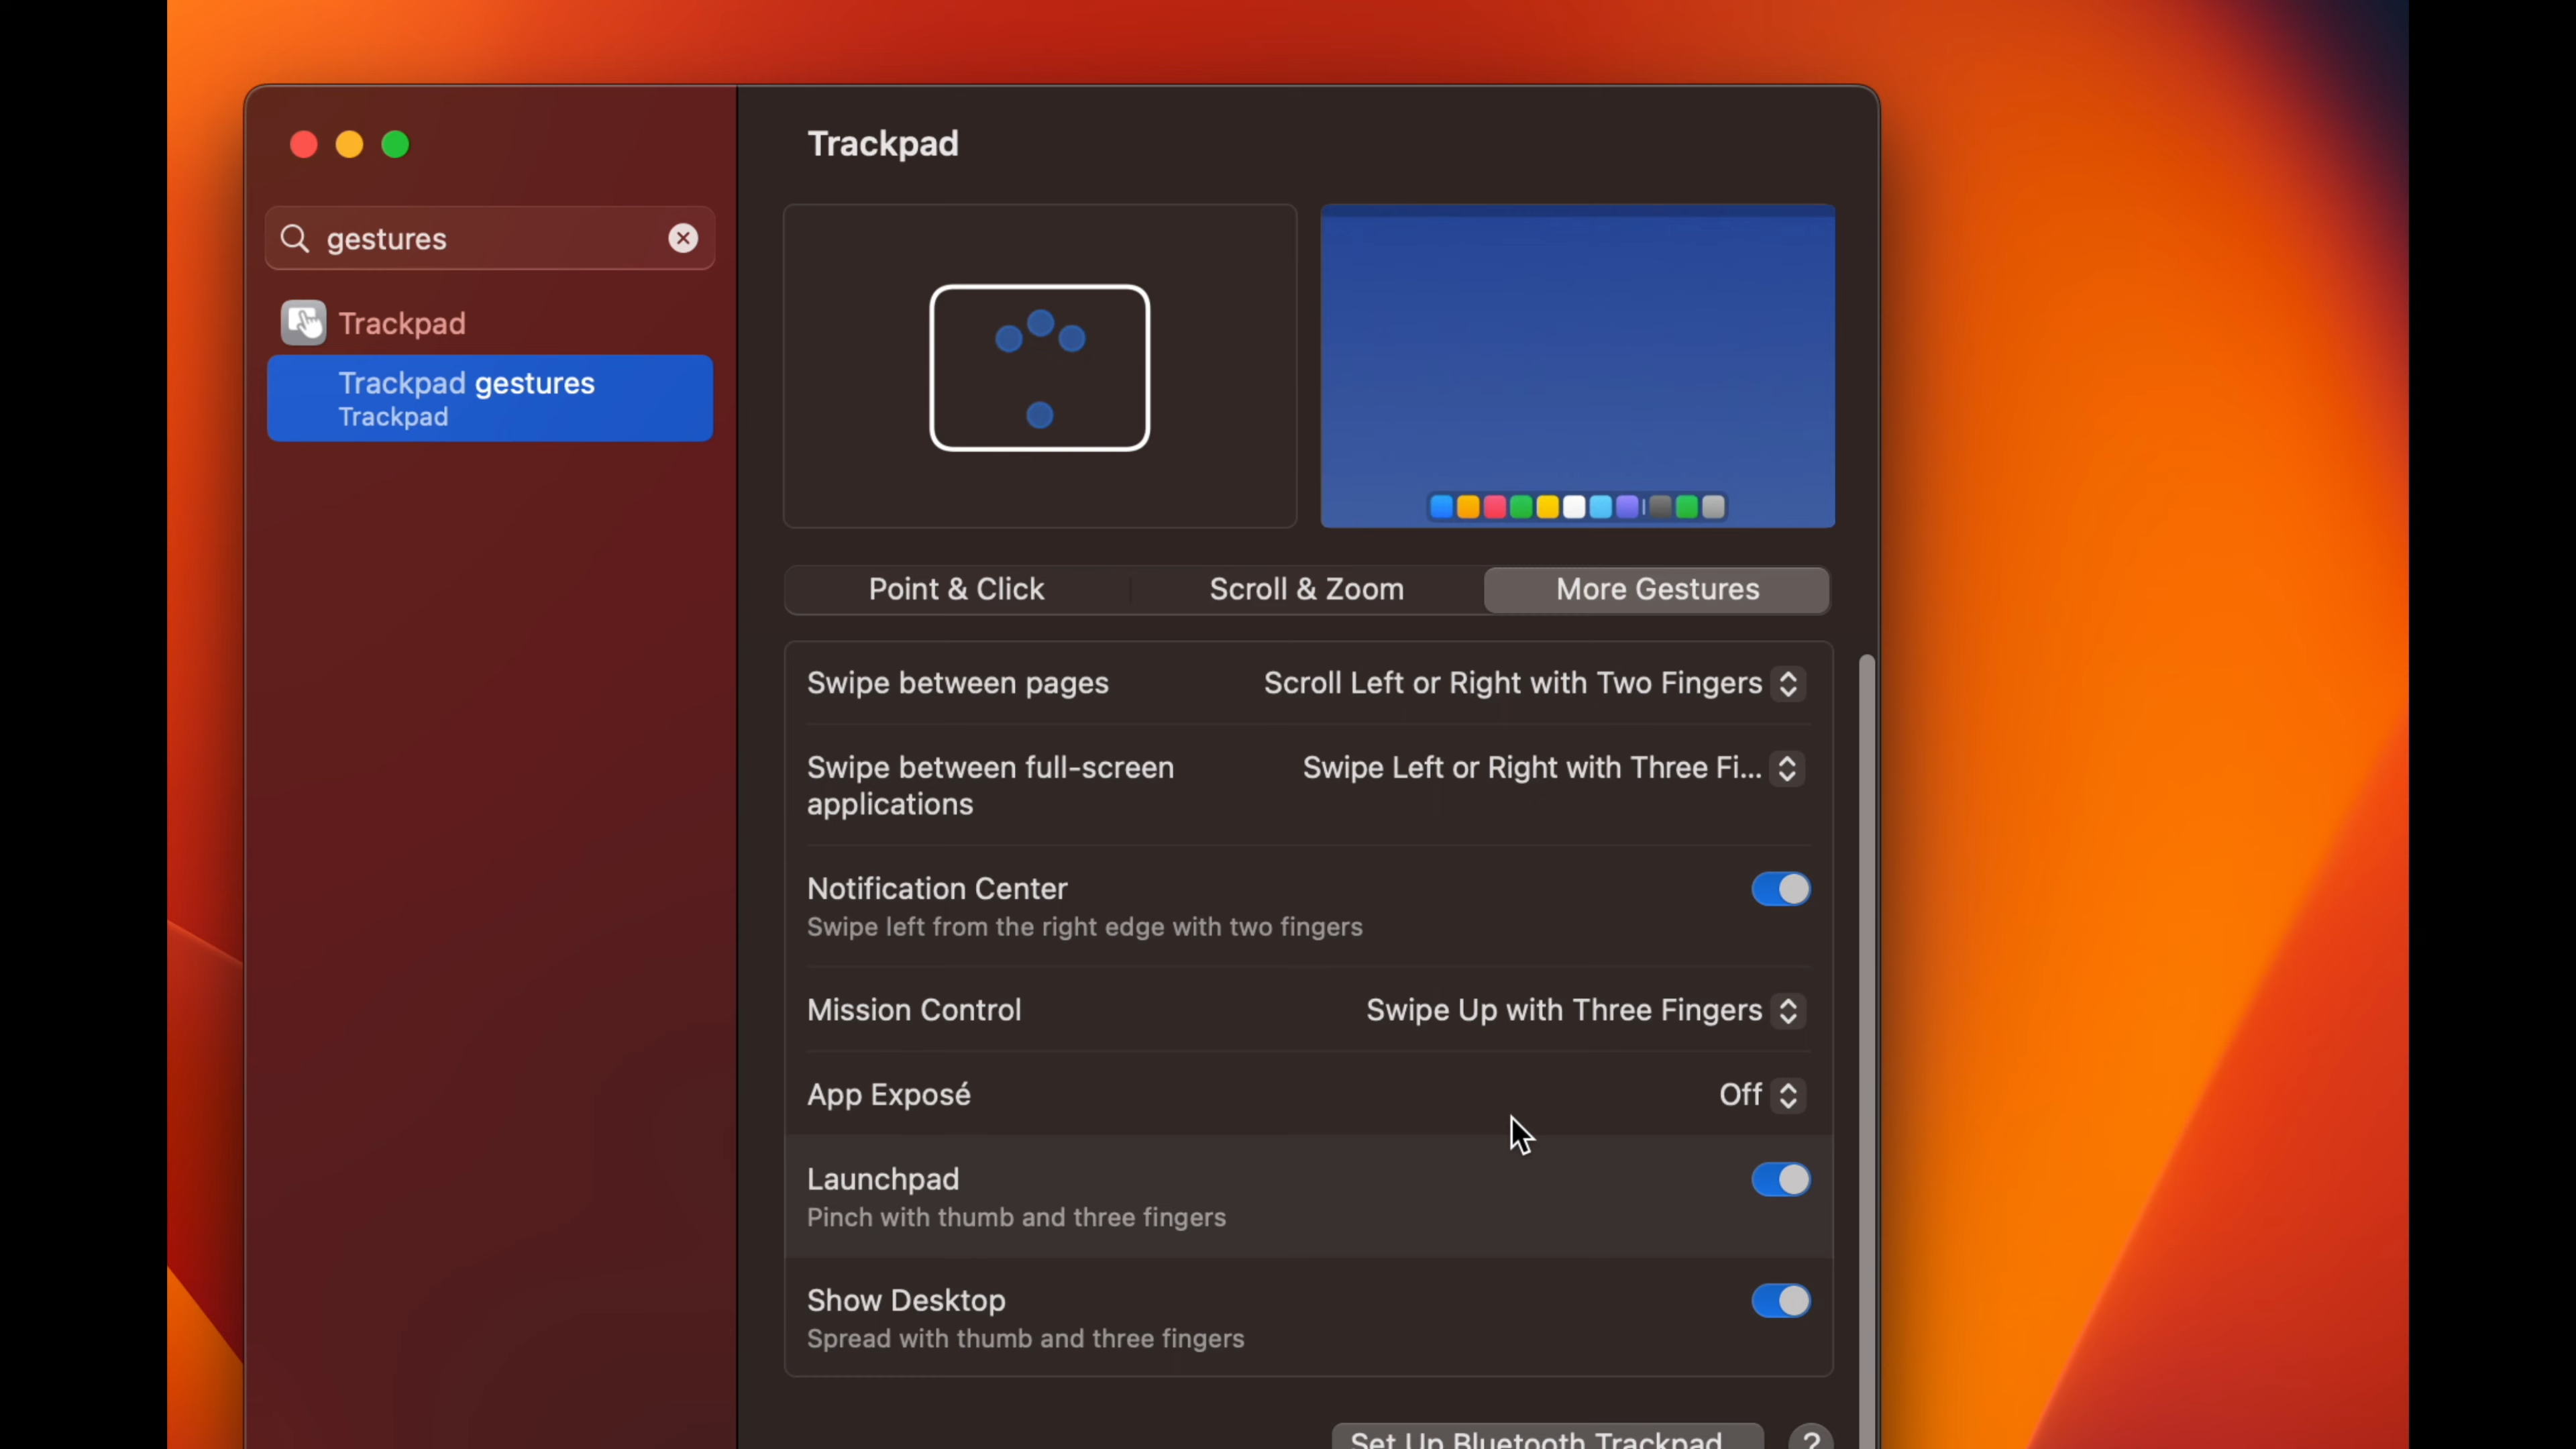 Trackpad
gestures
Trackpad
Trackpad gestures
Trackpad
Point & Click
Scroll & Zoom
More Gestures
Swipe between pages
Scroll Left or Right with Two Fingers
Swipe between full-screen
applications
Swipe Left or Right with Three Fi...
Notification Center
Swipe left from the right edge with two fingers
Mission Control
Swipe Up with Three Fingers
App Exposé
Off
Launchpad
Pinch with thumb and three fingers
Show Desktop
Spread with thumb and three fingers
Set Up Bluetooth Trackpad...
?